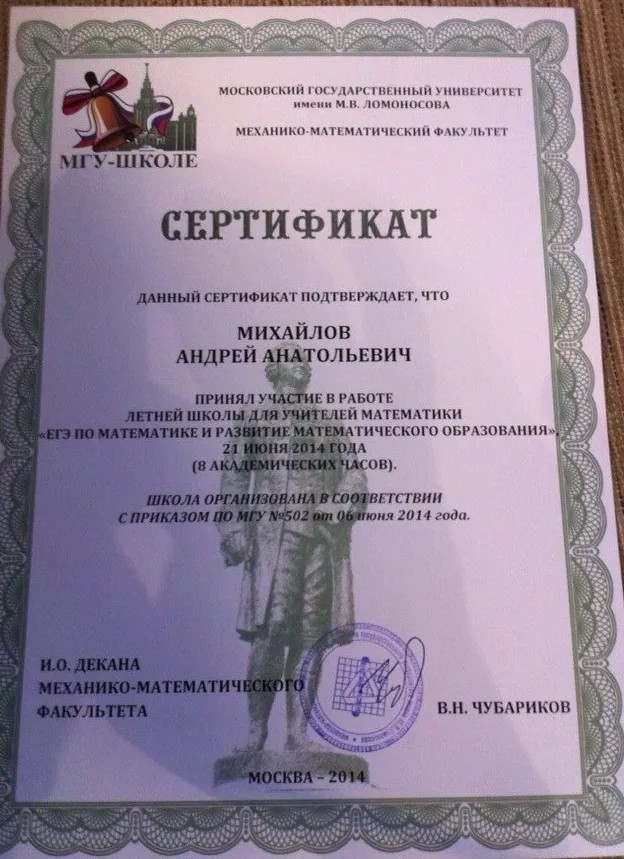 МОСКОВСКИЙ ГОСУДАРСТВЕННЫЙ УНИВЕРСИТЕТ
имени М.В. ЛОМОНОСОВА
МЕХАНИКО-МАТЕМАТИЧЕСКИЙ ФАКУЛЬТЕТ
МГУ-ШКОЛЕ
СЕРТИФИКАТ
ДАННЫЙ СЕРТИФИКАТ ПОДТВЕРЖДАЕТ, ЧТО
МИХАЙЛОВ
АНДРЕЙ АНАТОЛЬЕВИЧ
ПРИНЯЛ УЧАСТИЕ В РАБОТЕ
ЛЕТНЕЙ ШКОЛЫ ДЛЯ УЧИТЕЛЕЙ МАТЕМАТИКИ
«ЕГЭ ПО МАТЕМАТИКЕ И РАЗВИТИЕ МАТЕМАТИЧЕСКОГО ОБРАЗОВАНИЯ»,
21 ИЮНЯ 2014 ГОДА
(8 АКАДЕМИЧЕСКИХ ЧАСОВ).
ШКОЛА ОРГАНИЗОВАНА В СООТВЕТСТВИИ
С ПРИКАЗОМ ПО МГУ №502 от 06 июня 2014 года.
И.О. ДЕКАНА
МЕХАНИКО-МАТЕМАТИЧЕСКОГО
ФАКУЛЬТЕТА
В.Н. ЧУБАРИКОВ
МОСКВА – 2014